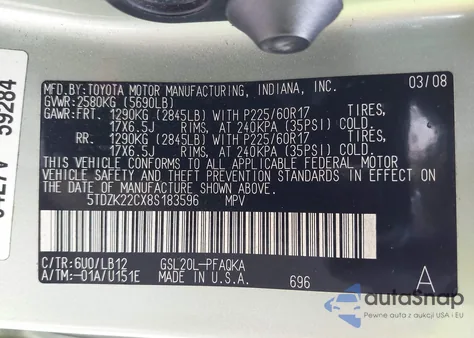 MFD. BY: TOYOTA MOTOR MANUFACTURING, INDIANA, INC. 03/08
GVWR: 2580KG (5690LB)
GAWR: FRT. 1290KG (2845LB) WITH P225/60R17 TIRES,
17X6.5J RIMS, AT 240KPA (35PSI) COLD.
RR. 1290KG (2845LB) WITH P225/60R17 TIRES,
17X6.5J RIMS, AT 240KPA (35PSI) COLD.
THIS VEHICLE CONFORMS TO ALL APPLICABLE FEDERAL MOTOR
VEHICLE SAFETY AND THEFT PREVENTION STANDARDS IN EFFECT ON
THE DATE OF MANUFACTURE SHOWN ABOVE.
5TDZK22CX8S183596 MPV
C/TR: 6U0/LB12 GSL20L-PFAQKA
A/TM: -01A/U151E MADE IN U.S.A. 696 A
59284
autoSnap
Pewne auta z USA i EU